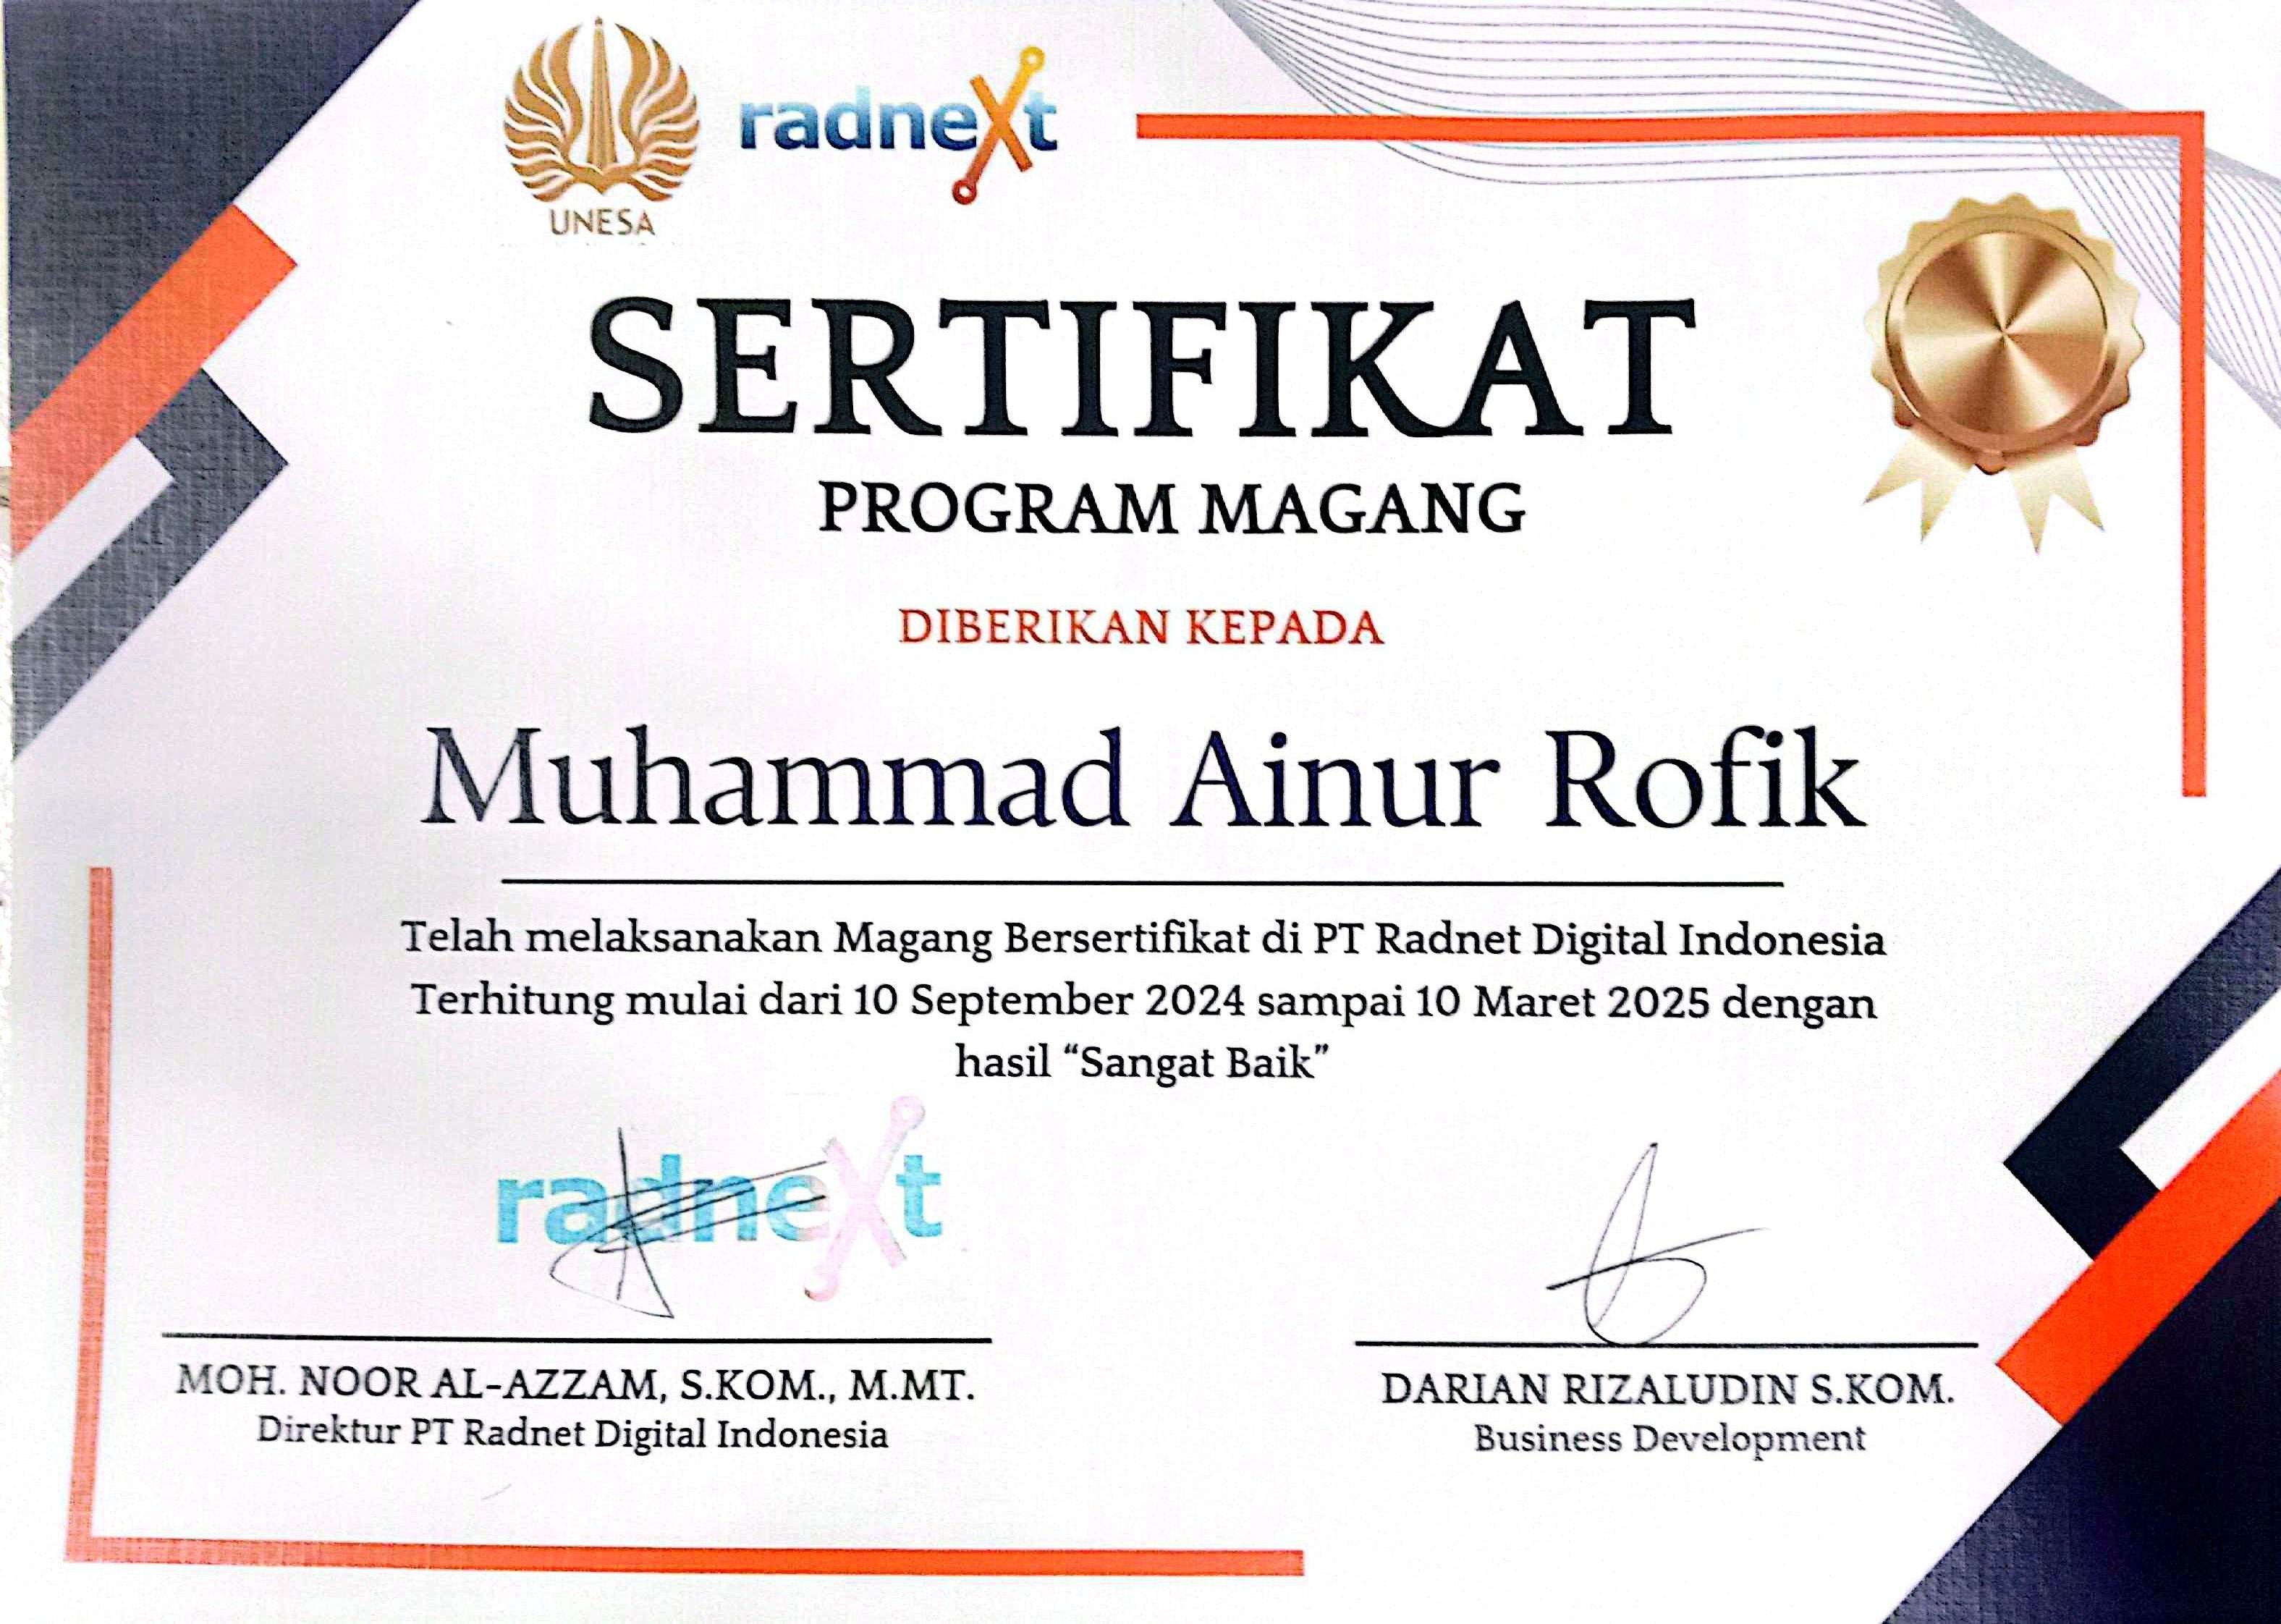 UNESA
radnext
SERTIFIKAT
PROGRAM MAGANG
DIBERIKAN KEPADA
Muhammad Ainur Rofik
Telah melaksanakan Magang Bersertifikat di PT Radnet Digital Indonesia
Terhitung mulai dari 10 September 2024 sampai 10 Maret 2025 dengan
hasil “Sangat Baik”
radnext
MOH. NOOR AL-AZZAM, S.KOM., M.MT.
Direktur PT Radnet Digital Indonesia
DARIAN RIZALUDIN S.KOM.
Business Development